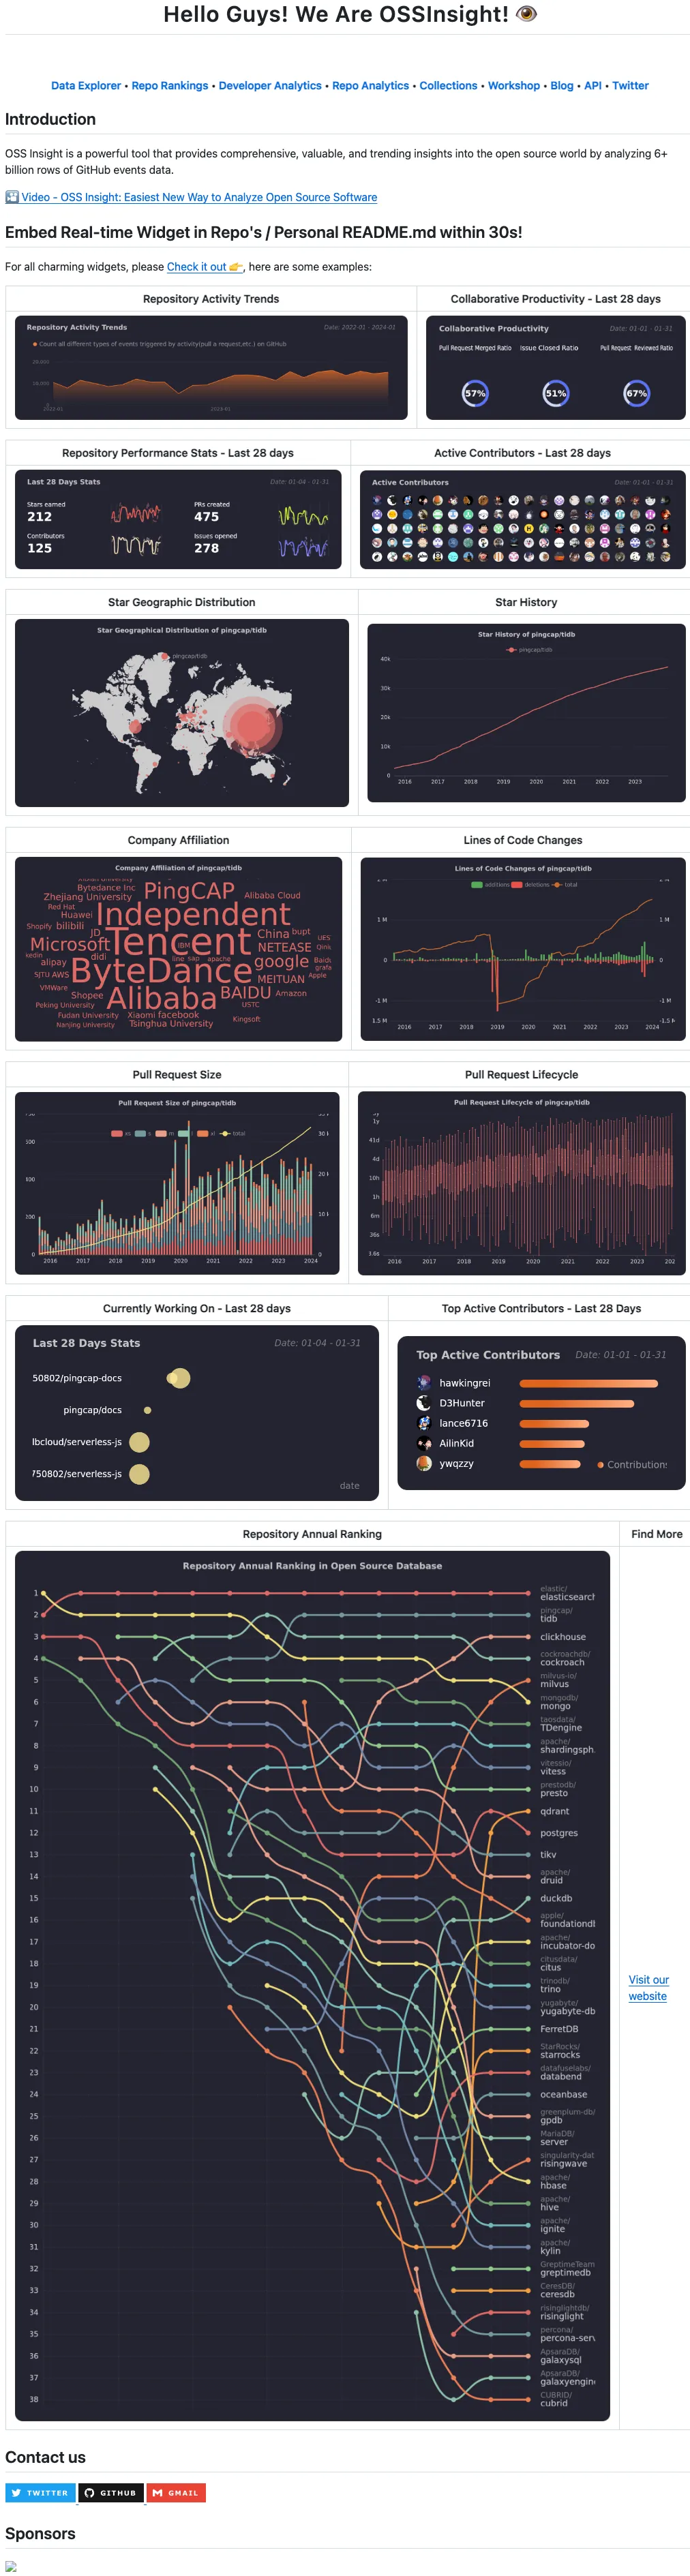 Hello Guys! We Are OSSInsight! 👁️
Data Explorer • Repo Rankings • Developer Analytics • Repo Analytics • Collections • Workshop • Blog • API • Twitter
Introduction
OSS Insight is a powerful tool that provides comprehensive, valuable, and trending insights into the open source world by analyzing 6+
billion rows of GitHub events data.
🎦 Video - OSS Insight: Easiest New Way to Analyze Open Source Software
Embed Real-time Widget in Repo's / Personal README.md within 30s!
For all charming widgets, please Check it out 👉, here are some examples:
Repository Activity Trends
Repository Activity Trends Date: 2022-01 - 2024-01
Count all different types of events triggered by activity(pull a request,etc,) on GitHub
Collaborative Productivity - Last 28 days
Collaborative Productivity Date: 01-01 - 01-31
Pull Request Merged Ratio Issue Closed Ratio Pull Request Reviewed Ratio
57% 51% 67%
Repository Performance Stats - Last 28 days
Last 28 Days Stats Date: 01-04 - 01-31
Stars earned PRs created
212 475
Contributors Issues opened
125 278
Active Contributors - Last 28 days
Active Contributors Date: 01-01 - 01-31
Star Geographic Distribution
Star Geographical Distribution of pingcap/tidb
pingcap/tidb
Star History
Star History of pingcap/tidb
pingcap/tidb
40k
30k
20k
10k
0
2016 2017 2018 2019 2020 2021 2022 2023
Company Affiliation
Company Affiliation of pingcap/tidb
Bytedance Inc PingCAP Alibaba Cloud
Zhejiang University
Red Hat
Huawei Independent
Shopify bilibili JD China bupt
Microsoft Tencent IBM NETEASE
alipay didi line sap apache google
SJTU AWS ByteDance MEITUAN Apple
VMWare Shopee Alibaba BAIDU Amazon
Peking University USTC
Fudan University Xiaomi facebook
Nanjing University Tsinghua University Kingsoft
Lines of Code Changes
Lines of Code Changes of pingcap/tidb
additions deletions total
1 M 1 M
0 0
-1 M -1 M
2016 2017 2018 2019 2020 2021 2022 2023 2024
Pull Request Size
Pull Request Size of pingcap/tidb
xs s m l xl total
2016 2017 2018 2019 2020 2021 2022 2023 2024
Pull Request Lifecycle
Pull Request Lifecycle of pingcap/tidb
1y
41d
4d
10h
1h
6m
36s
3.6s
2016 2017 2018 2019 2020 2021 2022 2023 202
Currently Working On - Last 28 days
Last 28 Days Stats Date: 01-04 - 01-31
50802/pingcap-docs
pingcap/docs
lbcloud/serverless-js
750802/serverless-js
date
Top Active Contributors - Last 28 Days
Top Active Contributors Date: 01-01 - 01-31
hawkingrei
D3Hunter
lance6716
AilinKid
ywqzzy
Contributions
Repository Annual Ranking
Repository Annual Ranking in Open Source Database
1 elastic/
elasticsearch
2 pingcap/
tidb
3 clickhouse
4 cockroachdb/
cockroach
5 milvus-io/
milvus
6 mongodb/
mongo
7 taosdata/
TDengine
8 apache/
shardingsph
9 vitessio/
vitess
10 prestodb/
presto
11 qdrant
12 postgres
13 tikv
14 apache/
druid
15 duckdb
16 apple/
foundationdb
17 apache/
incubator-do
18 citusdata/
citus
19 trinodb/
trino
20 yugabyte/
yugabyte-db
21 FerretDB
22 StarRocks/
starrocks
23 datafuselabs/
databend
24 oceanbase
25 greenplum-db/
gpdb
26 MariaDB/
server
27 singularity-dat
risingwave
28 apache/
hbase
29 apache/
hive
30 apache/
ignite
31 apache/
kylin
32 GreptimeTeam
greptimedb
33 CeresDB/
ceresdb
34 risinglightdb/
risinglight
35 percona/
percona-serv
36 ApsaraDB/
galaxysql
37 ApsaraDB/
galaxyengine
38 CUBRID/
cubrid
Find More
Visit our
website
Contact us
TWITTER GITHUB GMAIL
Sponsors